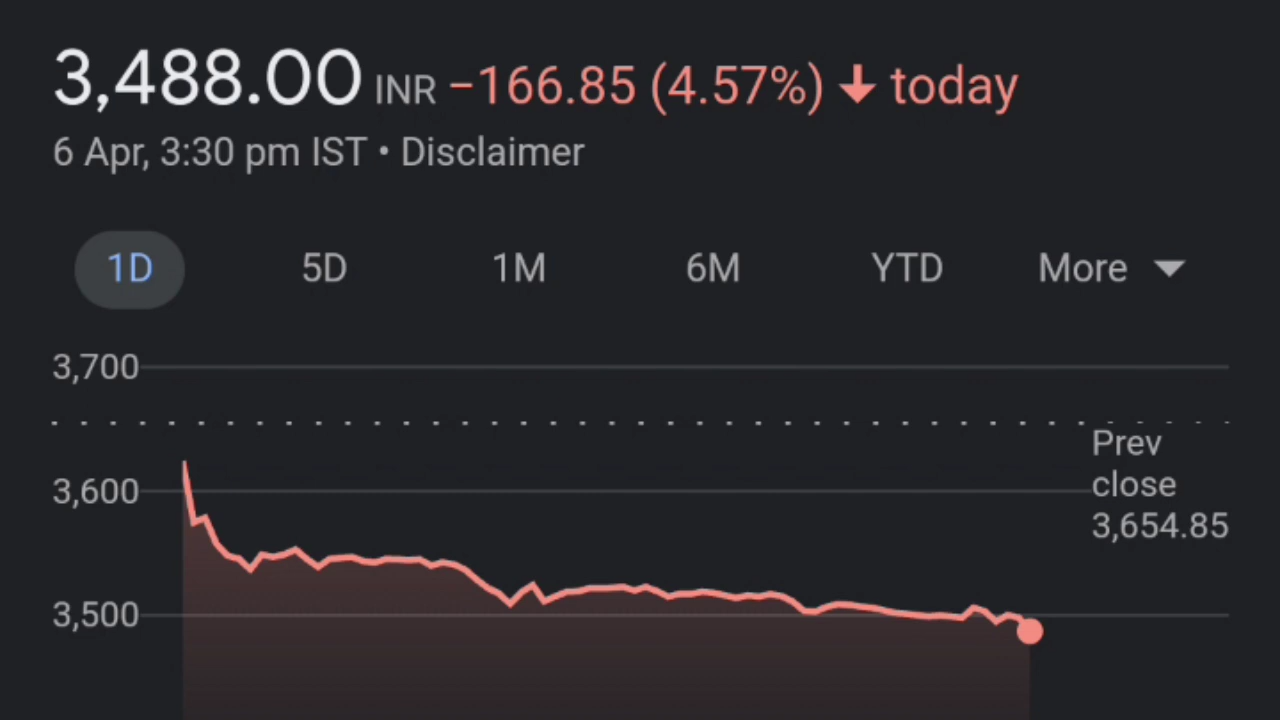 3,488.00 INR −166.85 (4.57%) ↓ today
6 Apr, 3:30 pm IST • Disclaimer
1D 5D 1M 6M YTD More
3,700
Prev
close
3,654.85
3,600
3,500